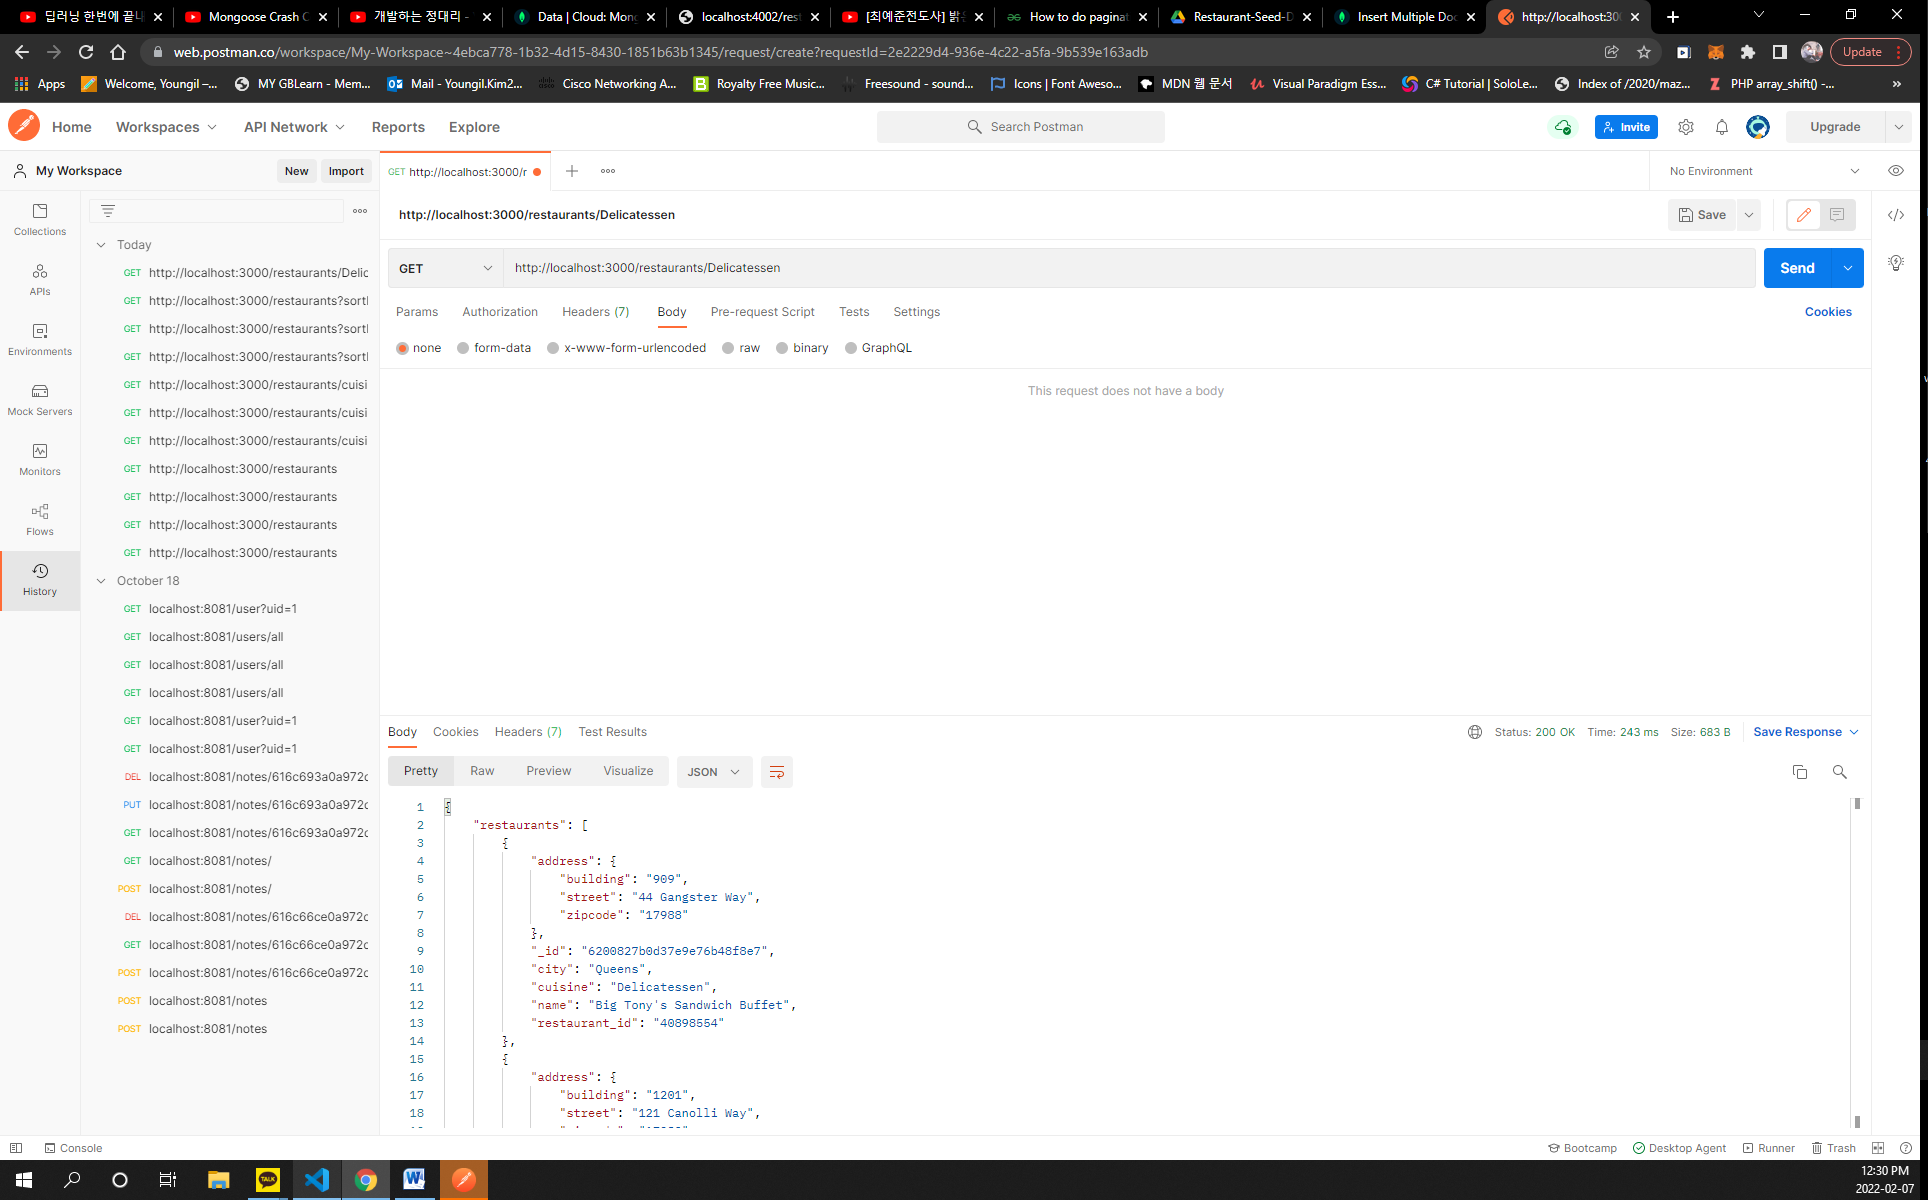 딥러닝 한번에 끝내
Mongoose Crash C
개발하는 정대리 -
Data | Cloud: Mong
localhost:4002/rest
[최예준전도사] 밝은
How to do paginat
Restaurant-Seed-D
Insert Multiple Doc
http://localhost:300
web.postman.co/workspace/My-Workspace~4ebca778-1b32-4d15-8430-1851b63b1345/request/create?requestId=2e2229d4-936e-4c22-a5fa-9b539e163adb
Update
Apps
Welcome, Youngil –...
MY GBLearn - Mem...
Mail - Youngil.Kim2...
Cisco Networking A...
Royalty Free Music...
Freesound - sound...
Icons | Font Aweso...
MDN 웹 문서
Visual Paradigm Ess...
C# Tutorial | SoloLe...
Index of /2020/maz...
PHP array_shift() -...
»
Home
Workspaces
API Network
Reports
Explore
Search Postman
Invite
Upgrade
My Workspace
New
Import
GET http://localhost:3000/r
No Environment
http://localhost:3000/restaurants/Delicatessen
Save
GET
http://localhost:3000/restaurants/Delicatessen
Send
Params
Authorization
Headers (7)
Body
Pre-request Script
Tests
Settings
Cookies
none
form-data
x-www-form-urlencoded
raw
binary
GraphQL
This request does not have a body
Collections
APIs
Environments
Mock Servers
Monitors
Flows
History
Today
GET http://localhost:3000/restaurants/Delic
GET http://localhost:3000/restaurants?sortl
GET http://localhost:3000/restaurants?sortl
GET http://localhost:3000/restaurants?sortl
GET http://localhost:3000/restaurants/cuisi
GET http://localhost:3000/restaurants/cuisi
GET http://localhost:3000/restaurants/cuisi
GET http://localhost:3000/restaurants
GET http://localhost:3000/restaurants
GET http://localhost:3000/restaurants
GET http://localhost:3000/restaurants
October 18
GET localhost:8081/user?uid=1
GET localhost:8081/users/all
GET localhost:8081/users/all
GET localhost:8081/users/all
GET localhost:8081/user?uid=1
GET localhost:8081/user?uid=1
DEL localhost:8081/notes/616c693a0a972c
PUT localhost:8081/notes/616c693a0a972c
GET localhost:8081/notes/616c693a0a972c
GET localhost:8081/notes/
POST localhost:8081/notes/
DEL localhost:8081/notes/616c66ce0a972c
GET localhost:8081/notes/616c66ce0a972c
POST localhost:8081/notes/616c66ce0a972c
POST localhost:8081/notes
POST localhost:8081/notes
Body
Cookies
Headers (7)
Test Results
Status: 200 OK
Time: 243 ms
Size: 683 B
Save Response
Pretty
Raw
Preview
Visualize
JSON
1 {
2 "restaurants": [
3 {
4 "address": {
5 "building": "909",
6 "street": "44 Gangster Way",
7 "zipcode": "17988"
8 },
9 "_id": "6200827b0d37e9e76b48f8e7",
10 "city": "Queens",
11 "cuisine": "Delicatessen",
12 "name": "Big Tony's Sandwich Buffet",
13 "restaurant_id": "40898554"
14 },
15 {
16 "address": {
17 "building": "1201",
18 "street": "121 Canolli Way",
Console
Bootcamp
Desktop Agent
Runner
Trash
TALK
12:30 PM
2022-02-07